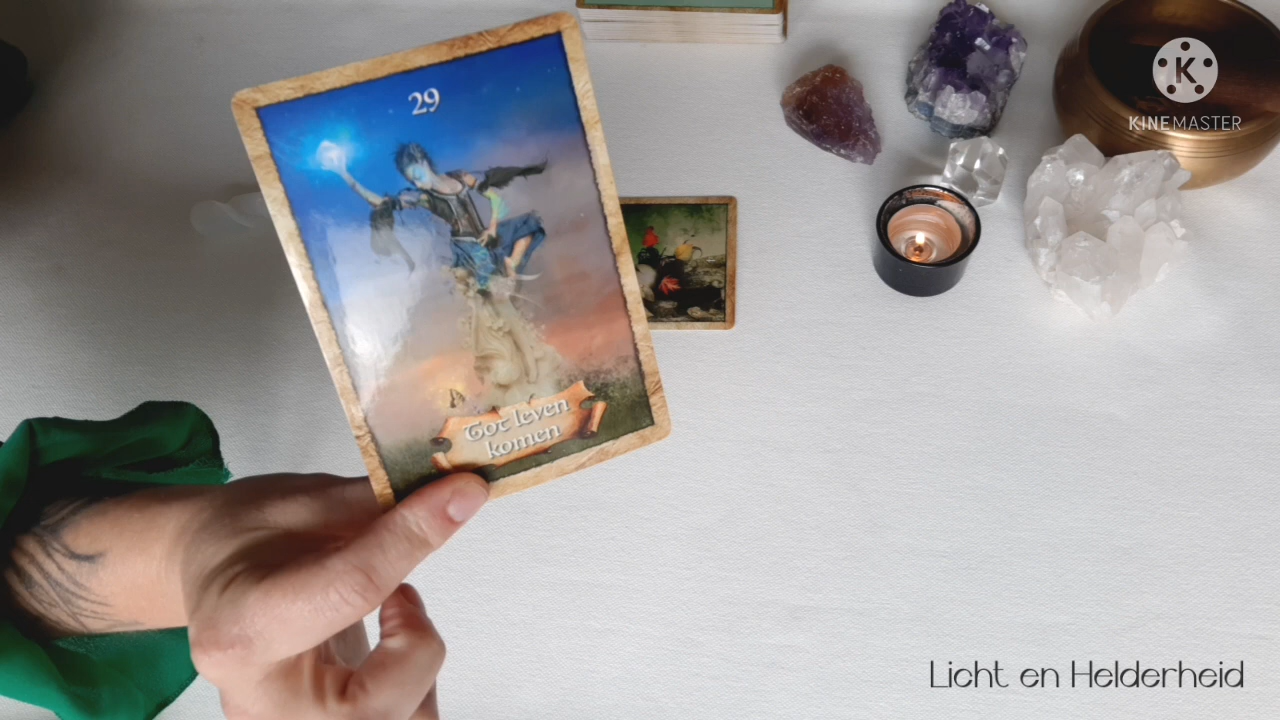 29
K
KINEMASTER
Tot leven
komen
Licht en Helderheid